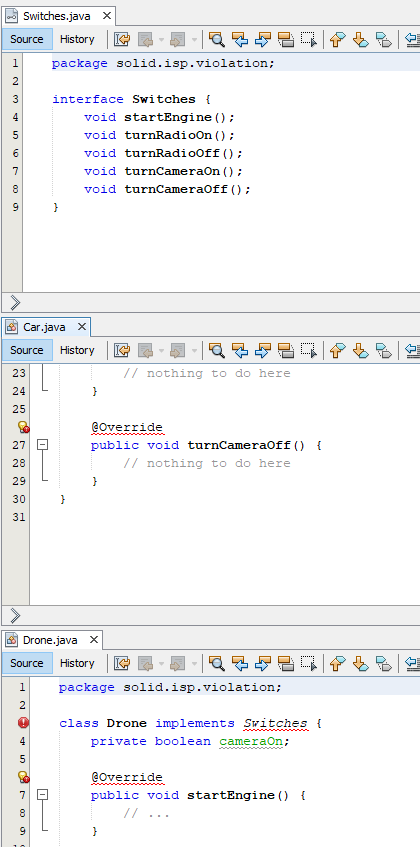 Switches.java
Source History
1 package solid.isp.violation;
2
3 interface Switches {
4 void startEngine();
5 void turnRadioOn();
6 void turnRadioOff();
7 void turnCameraOn();
8 void turnCameraOff();
9 }
Car.java
Source History
23 // nothing to do here
24 }
25
@Override
27 public void turnCameraOff() {
28 // nothing to do here
29 }
30 }
31
Drone.java
Source History
1 package solid.isp.violation;
2
class Drone implements Switches {
4 private boolean cameraOn;
5
@Override
7 public void startEngine() {
8 // ...
9 }